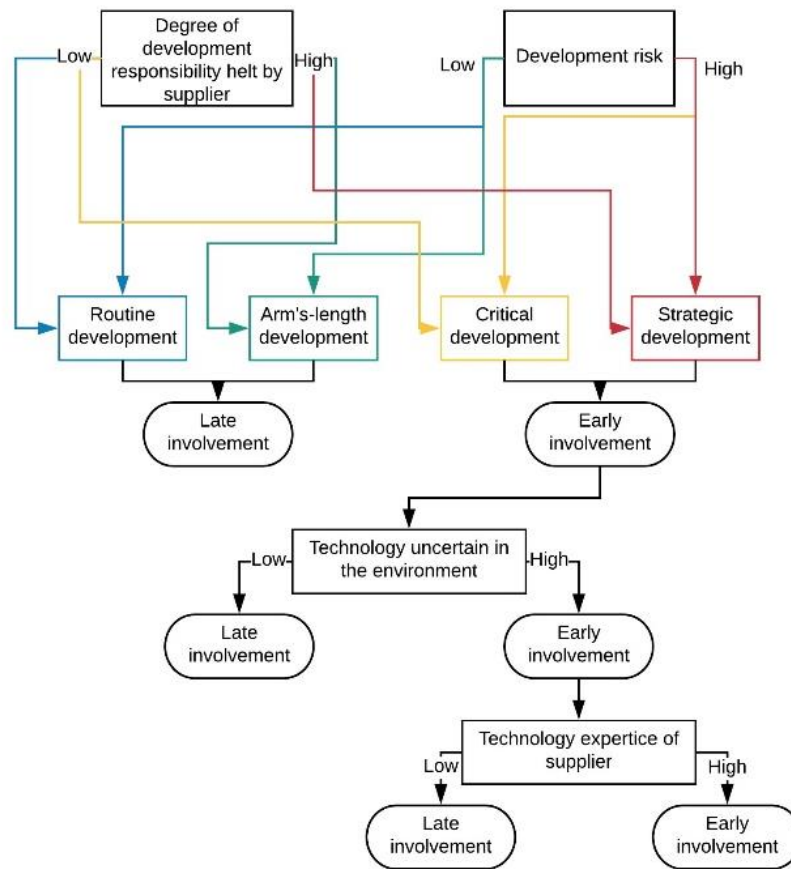 Degree of
development
responsibility helt by
supplier
Low
High
Development risk
Low
High
Routine
development
Arm's-length
development
Critical
development
Strategic
development
Late
involvement
Early
involvement
Technology uncertain in
the environment
Low
High
Late
involvement
Early
involvement
Technology expertice of
supplier
Low
High
Late
involvement
Early
involvement